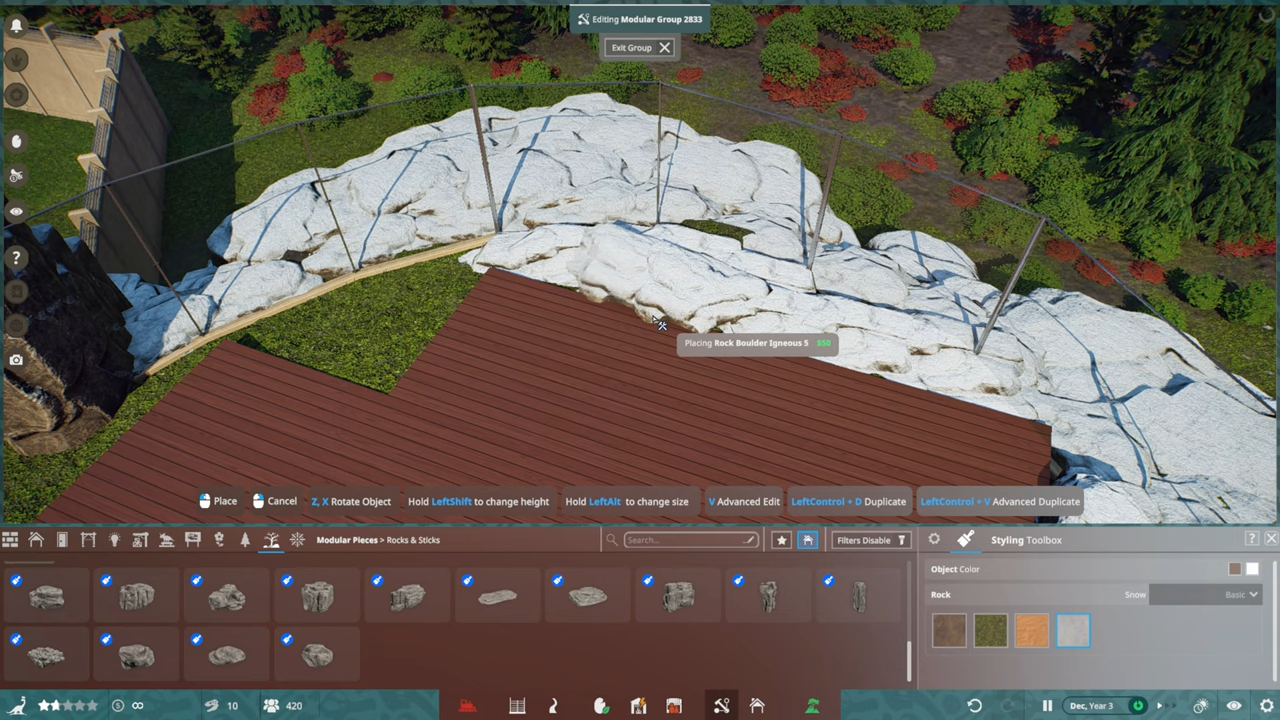 Editing Modular Group 2833
Exit Group
?
Placing Rock Boulder Igneous 5 $50
Place
Cancel
Z, X Rotate Object
Hold LeftShift to change height
Hold LeftAlt to change size
V Advanced Edit
LeftControl + D Duplicate
LeftControl + V Advanced Duplicate
Modular Pieces ▸ Rocks & Sticks
Search...
Filters Disable
Styling Toolbox
?
Object Color
Rock
Snow
Basic
∞
10
420
Dec, Year 3